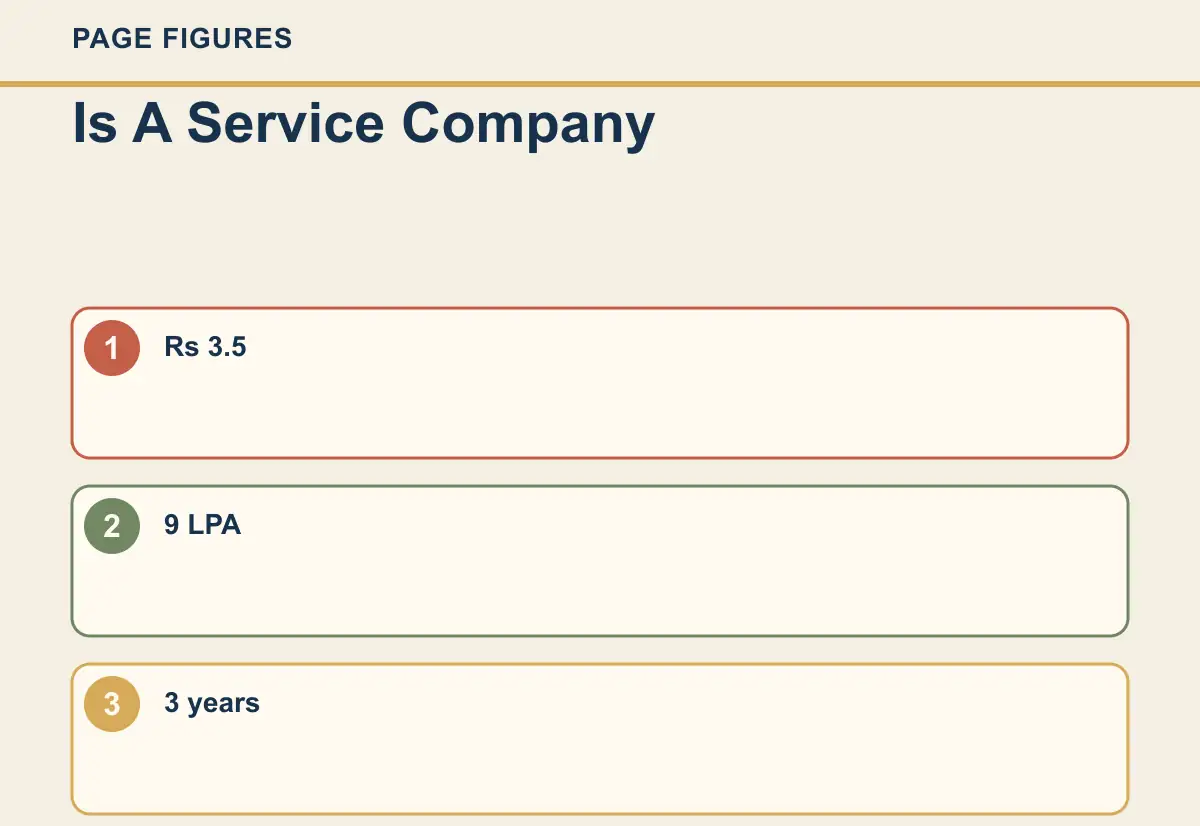 PAGE FIGURES
Is A Service Company
1
Rs 3.5
2
9 LPA
3
3 years